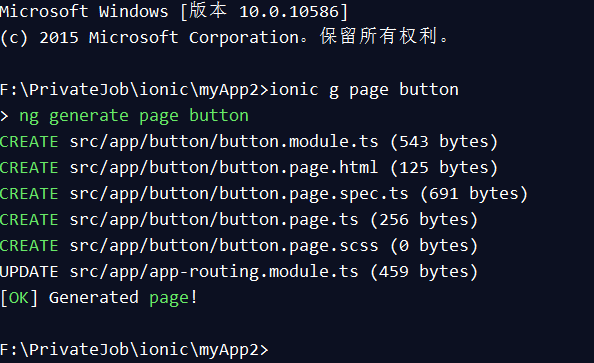 Microsoft Windows [版本 10.0.10586]
(c) 2015 Microsoft Corporation。保留所有权利。
F:\PrivateJob\ionic\myApp2>ionic g page button
> ng generate page button
CREATE src/app/button/button.module.ts (543 bytes)
CREATE src/app/button/button.page.html (125 bytes)
CREATE src/app/button/button.page.spec.ts (691 bytes)
CREATE src/app/button/button.page.ts (256 bytes)
CREATE src/app/button/button.page.scss (0 bytes)
UPDATE src/app/app-routing.module.ts (459 bytes)
[OK] Generated page!
F:\PrivateJob\ionic\myApp2>